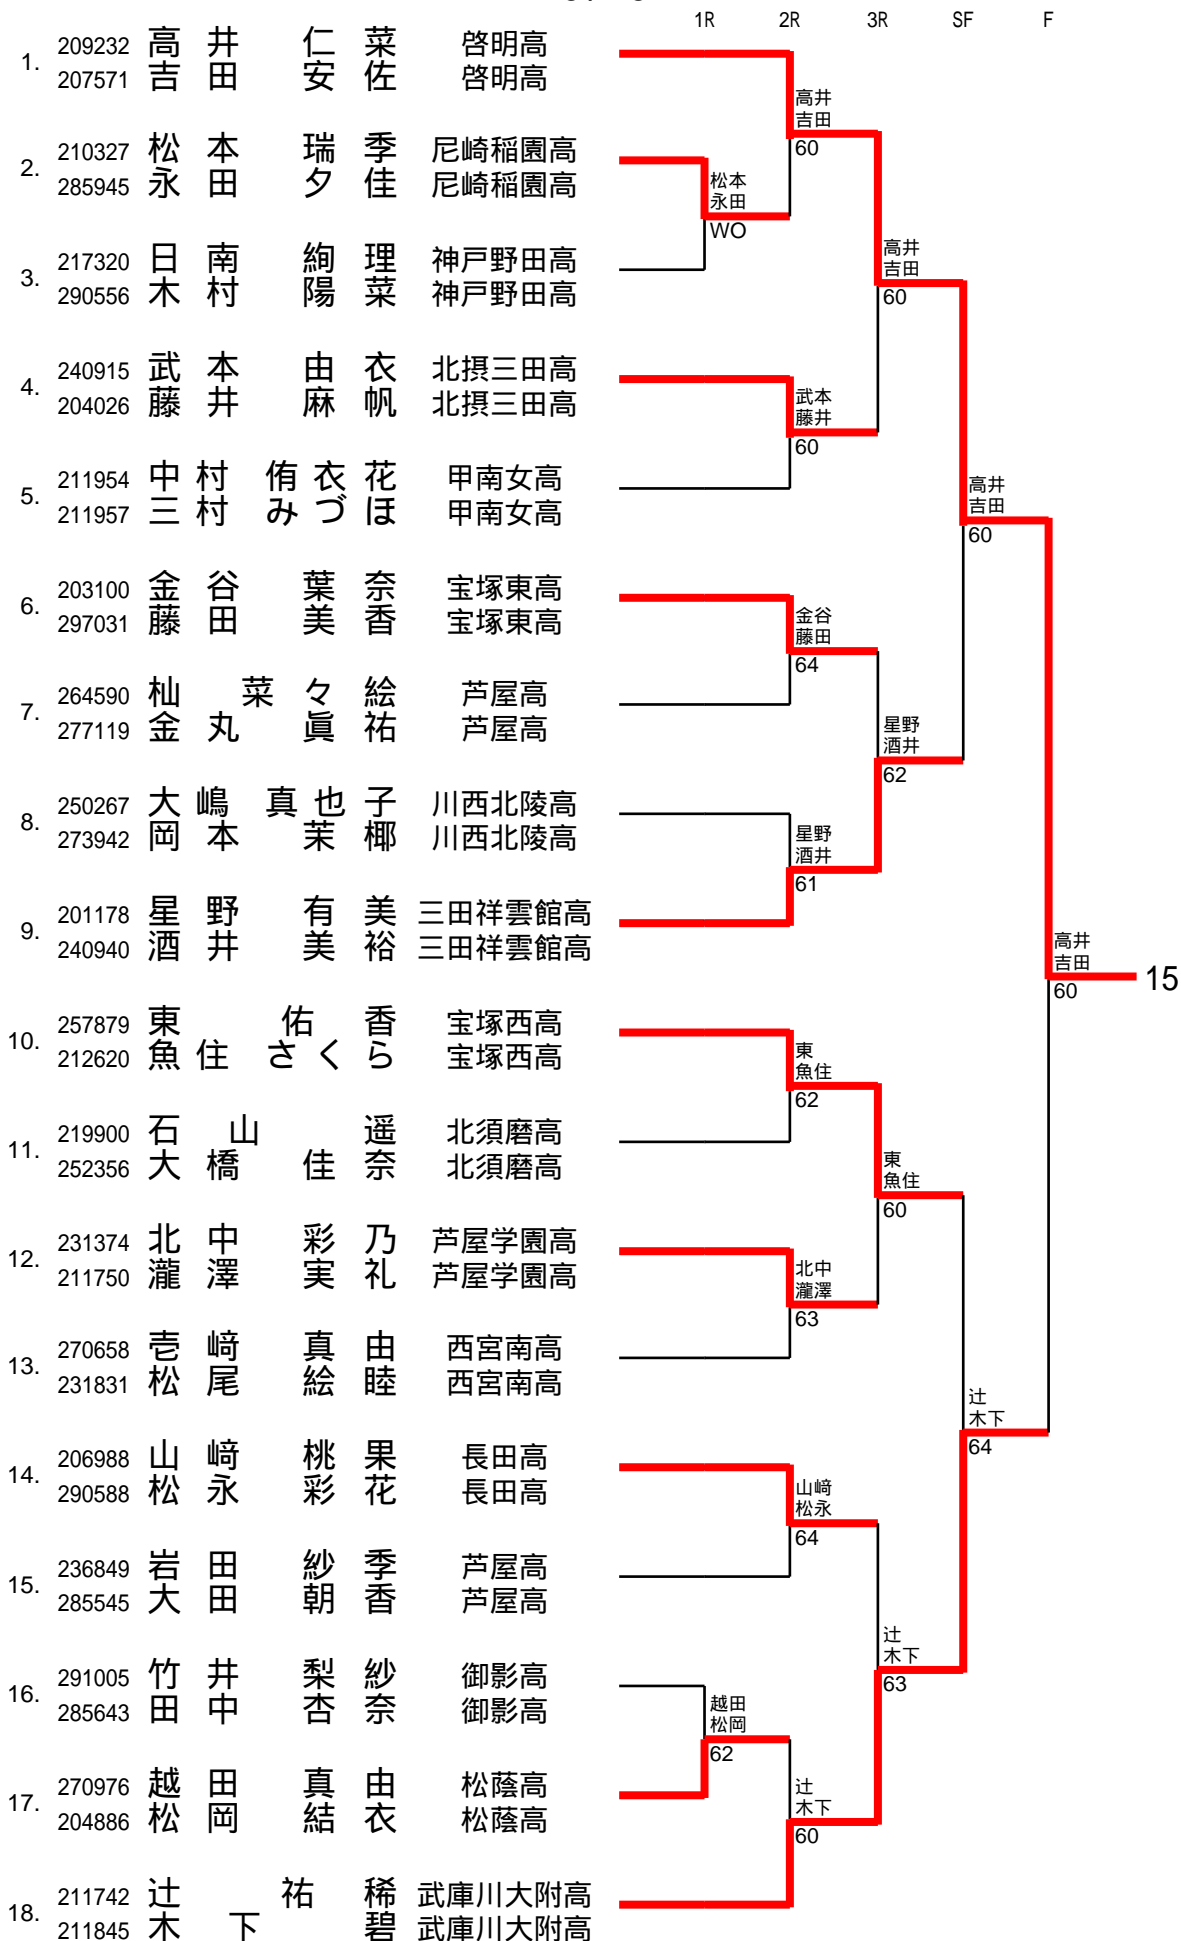 1R 2R 3R SF F
1. 209232 高井 仁菜 啓明高
207571 吉田 安佐 啓明高
高井
吉田
60
2. 210327 松本 瑞季 尼崎稲園高
285945 永田 夕佳 尼崎稲園高
松本
永田
WO
3. 217320 日南 絢理 神戸野田高
290556 木村 陽菜 神戸野田高
高井
吉田
60
4. 240915 武本 由衣 北摂三田高
204026 藤井 麻帆 北摂三田高
武本
藤井
60
5. 211954 中村 侑衣花 甲南女高
211957 三村 みづほ 甲南女高
高井
吉田
60
6. 203100 金谷 葉奈 宝塚東高
297031 藤田 美香 宝塚東高
金谷
藤田
64
7. 264590 杣 菜々絵 芦屋高
277119 金丸 眞祐 芦屋高
星野
酒井
62
8. 250267 大嶋 真也子 川西北陵高
273942 岡本 茉椰 川西北陵高
星野
酒井
61
9. 201178 星野 有美 三田祥雲館高
240940 酒井 美裕 三田祥雲館高
高井
吉田
60
15
10. 257879 東 佑香 宝塚西高
212620 魚住 さくら 宝塚西高
東
魚住
62
11. 219900 石山 遥 北須磨高
252356 大橋 佳奈 北須磨高
東
魚住
60
12. 231374 北中 彩乃 芦屋学園高
211750 瀧澤 実礼 芦屋学園高
北中
瀧澤
63
13. 270658 壱﨑 真由 西宮南高
231831 松尾 絵睦 西宮南高
辻
木下
64
14. 206988 山﨑 桃果 長田高
290588 松永 彩花 長田高
山﨑
松永
64
15. 236849 岩田 紗季 芦屋高
285545 大田 朝香 芦屋高
辻
木下
63
16. 291005 竹井 梨紗 御影高
285643 田中 杏奈 御影高
越田
松岡
62
17. 270976 越田 真由 松蔭高
204886 松岡 結衣 松蔭高
辻
木下
60
18. 211742 辻 祐稀 武庫川大附高
211845 木下 碧 武庫川大附高